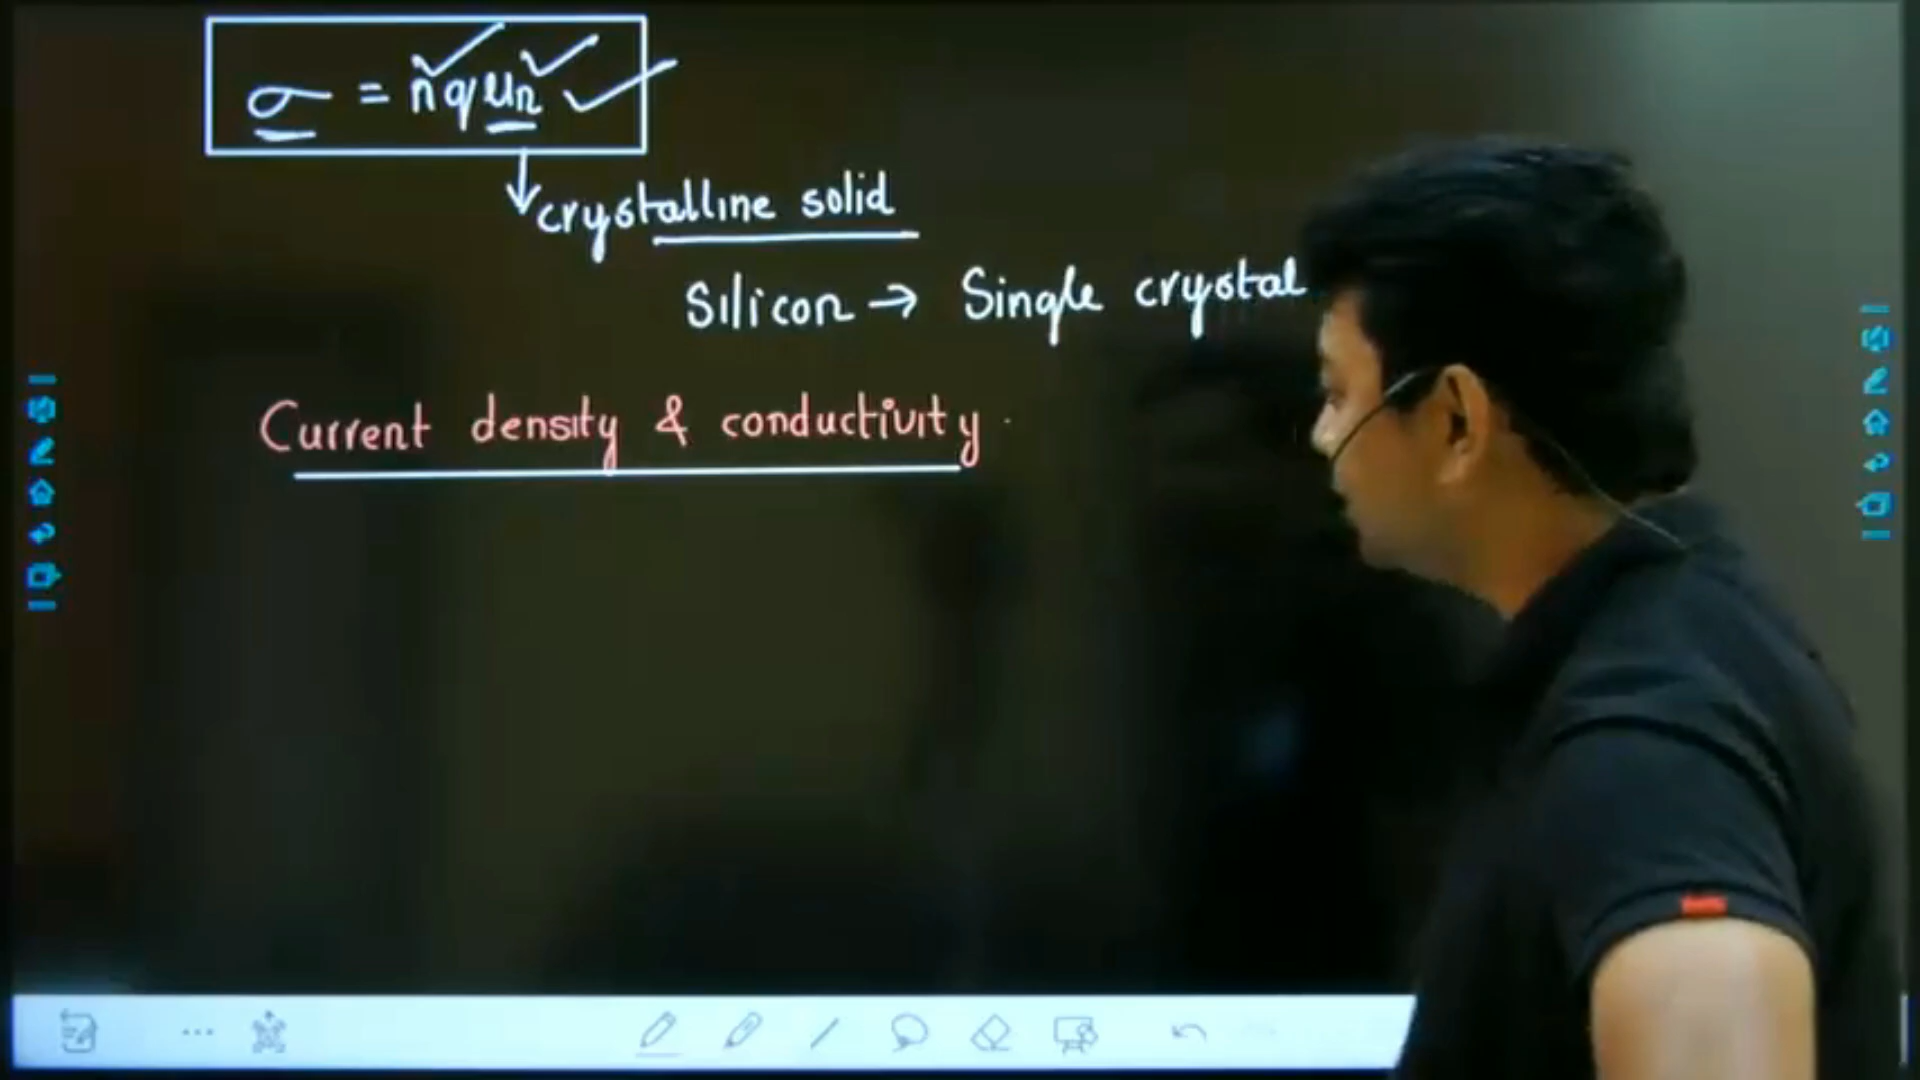 σ = nqμn
crystalline solid
Silicon → Single crystal
Current density & conductivity